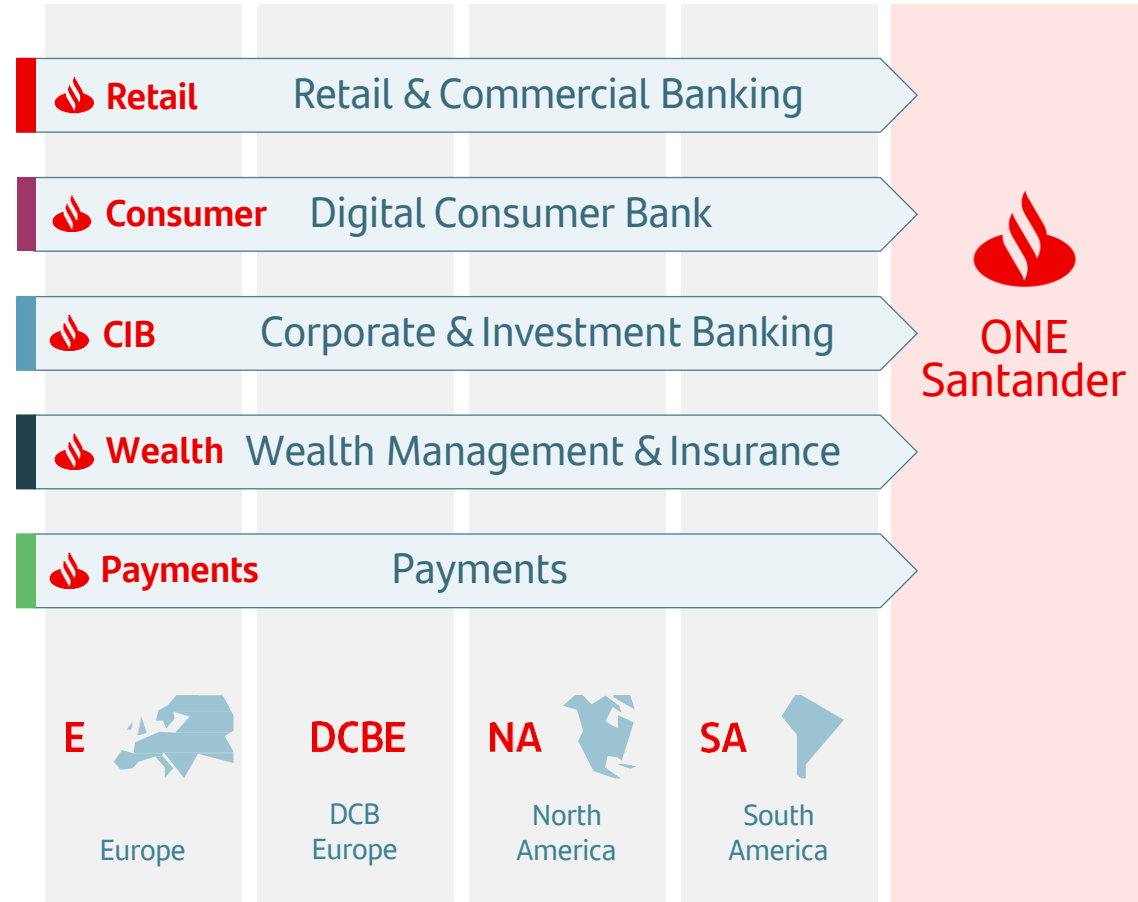 Retail Retail & Commercial Banking
Consumer Digital Consumer Bank
CIB Corporate & Investment Banking
Wealth Wealth Management & Insurance
Payments Payments
ONE
Santander
E
Europe
DCBE
DCB
Europe
NA
North
America
SA
South
America